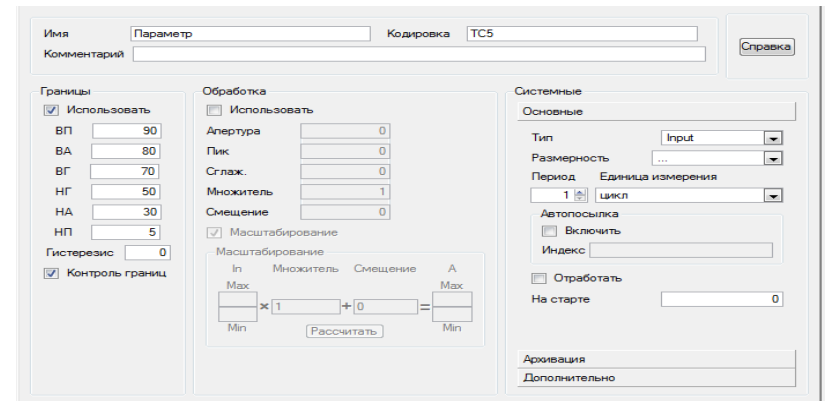 Имя Параметр Кодировка TC5
Комментарий
Справка
Границы
Использовать
ВП 90
ВА 80
ВГ 70
НГ 50
НА 30
НП 5
Гистерезис 0
Контроль границ
Обработка
Использовать
Апертура 0
Пик 0
Сглаж. 0
Множитель 1
Смещение 0
Масштабирование
Масштабирование
In Множитель Смещение A
Max Max
× 1 + 0 =
Min Рассчитать Min
Системные
Основные
Тип Input
Размерность ...
Период Единица измерения
1 цикл
Автопосылка
Включить
Индекс
Отработать
На старте 0
Архивация
Дополнительно